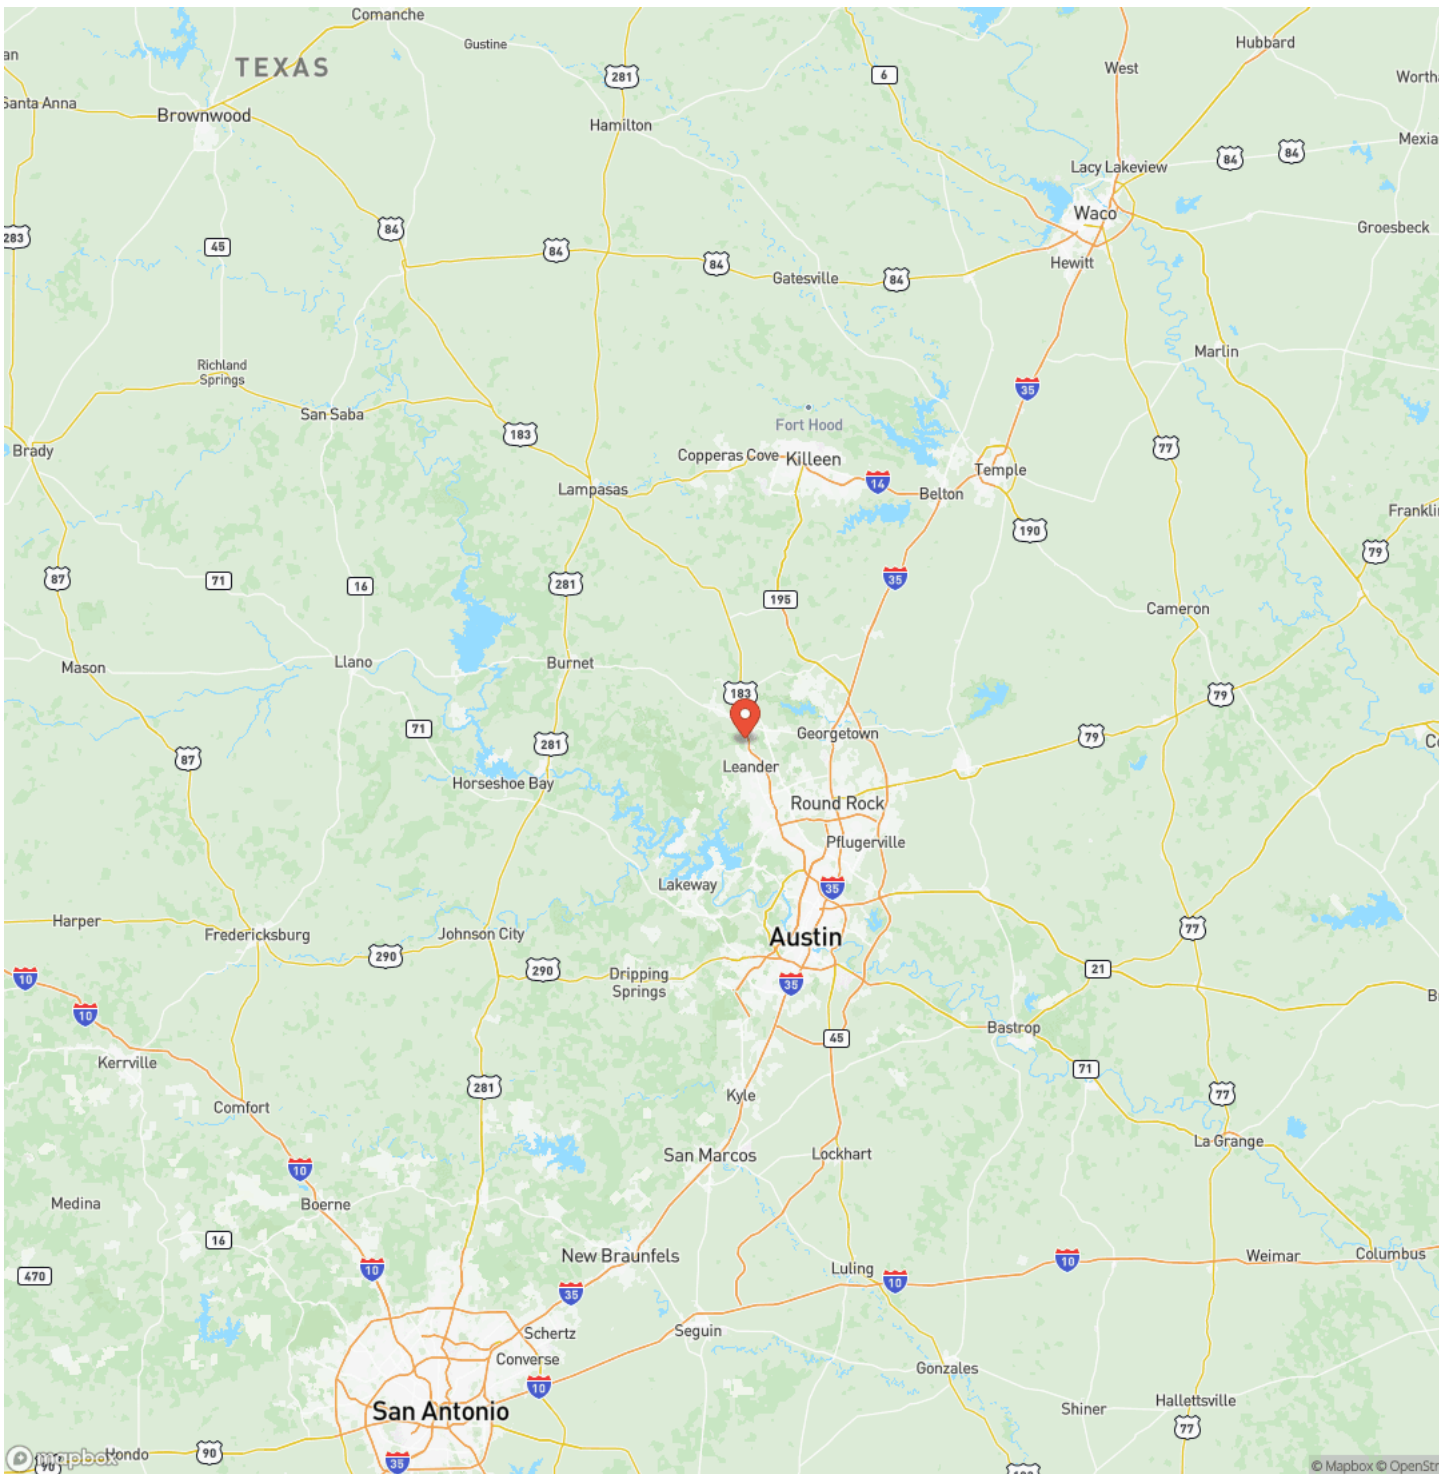 Comanche
Gustine
Hubbard
an
TEXAS
281
6
West
Worth
Santa Anna
Brownwood
Hamilton
Mexia
84
84
Lacy Lakeview
Waco
Groesbeck
283
45
84
84
84
Gatesville
84
Hewitt
Marlin
Richland
Springs
35
San Saba
Fort Hood
183
77
Brady
Copperas Cove
Killeen
Temple
Lampasas
14
Belton
Franklin
190
79
87
71
16
281
195
35
Cameron
Mason
Llano
Burnet
183
79
71
281
Georgetown
79
87
Leander
Horseshoe Bay
Round Rock
Pflugerville
Lakeway
35
Harper
Fredericksburg
Johnson City
Austin
77
290
290
Dripping
Springs
21
10
35
10
Bastrop
45
Kerrville
71
281
Kyle
77
Comfort
La Grange
San Marcos
Lockhart
10
Medina
Boerne
16
New Braunfels
Weimar
Columbus
10
Luling
10
470
10
35
Schertz
Seguin
Converse
Gonzales
10
San Antonio
Shiner
Hallettsville
77
mapbox
Hondo
90
90
35
© Mapbox © OpenStr